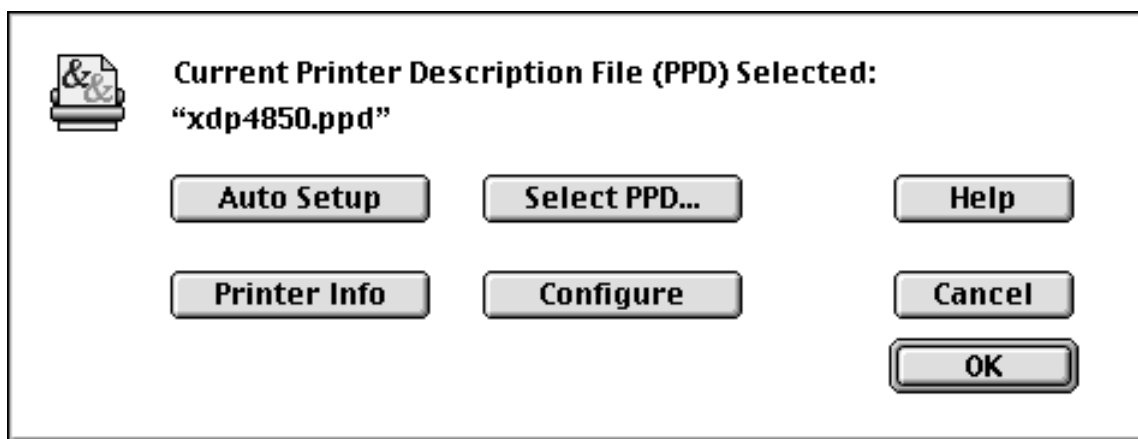 &&
Current Printer Description File (PPD) Selected:
“xdp4850.ppd”
Auto Setup
Select PPD...
Help
Printer Info
Configure
Cancel
OK